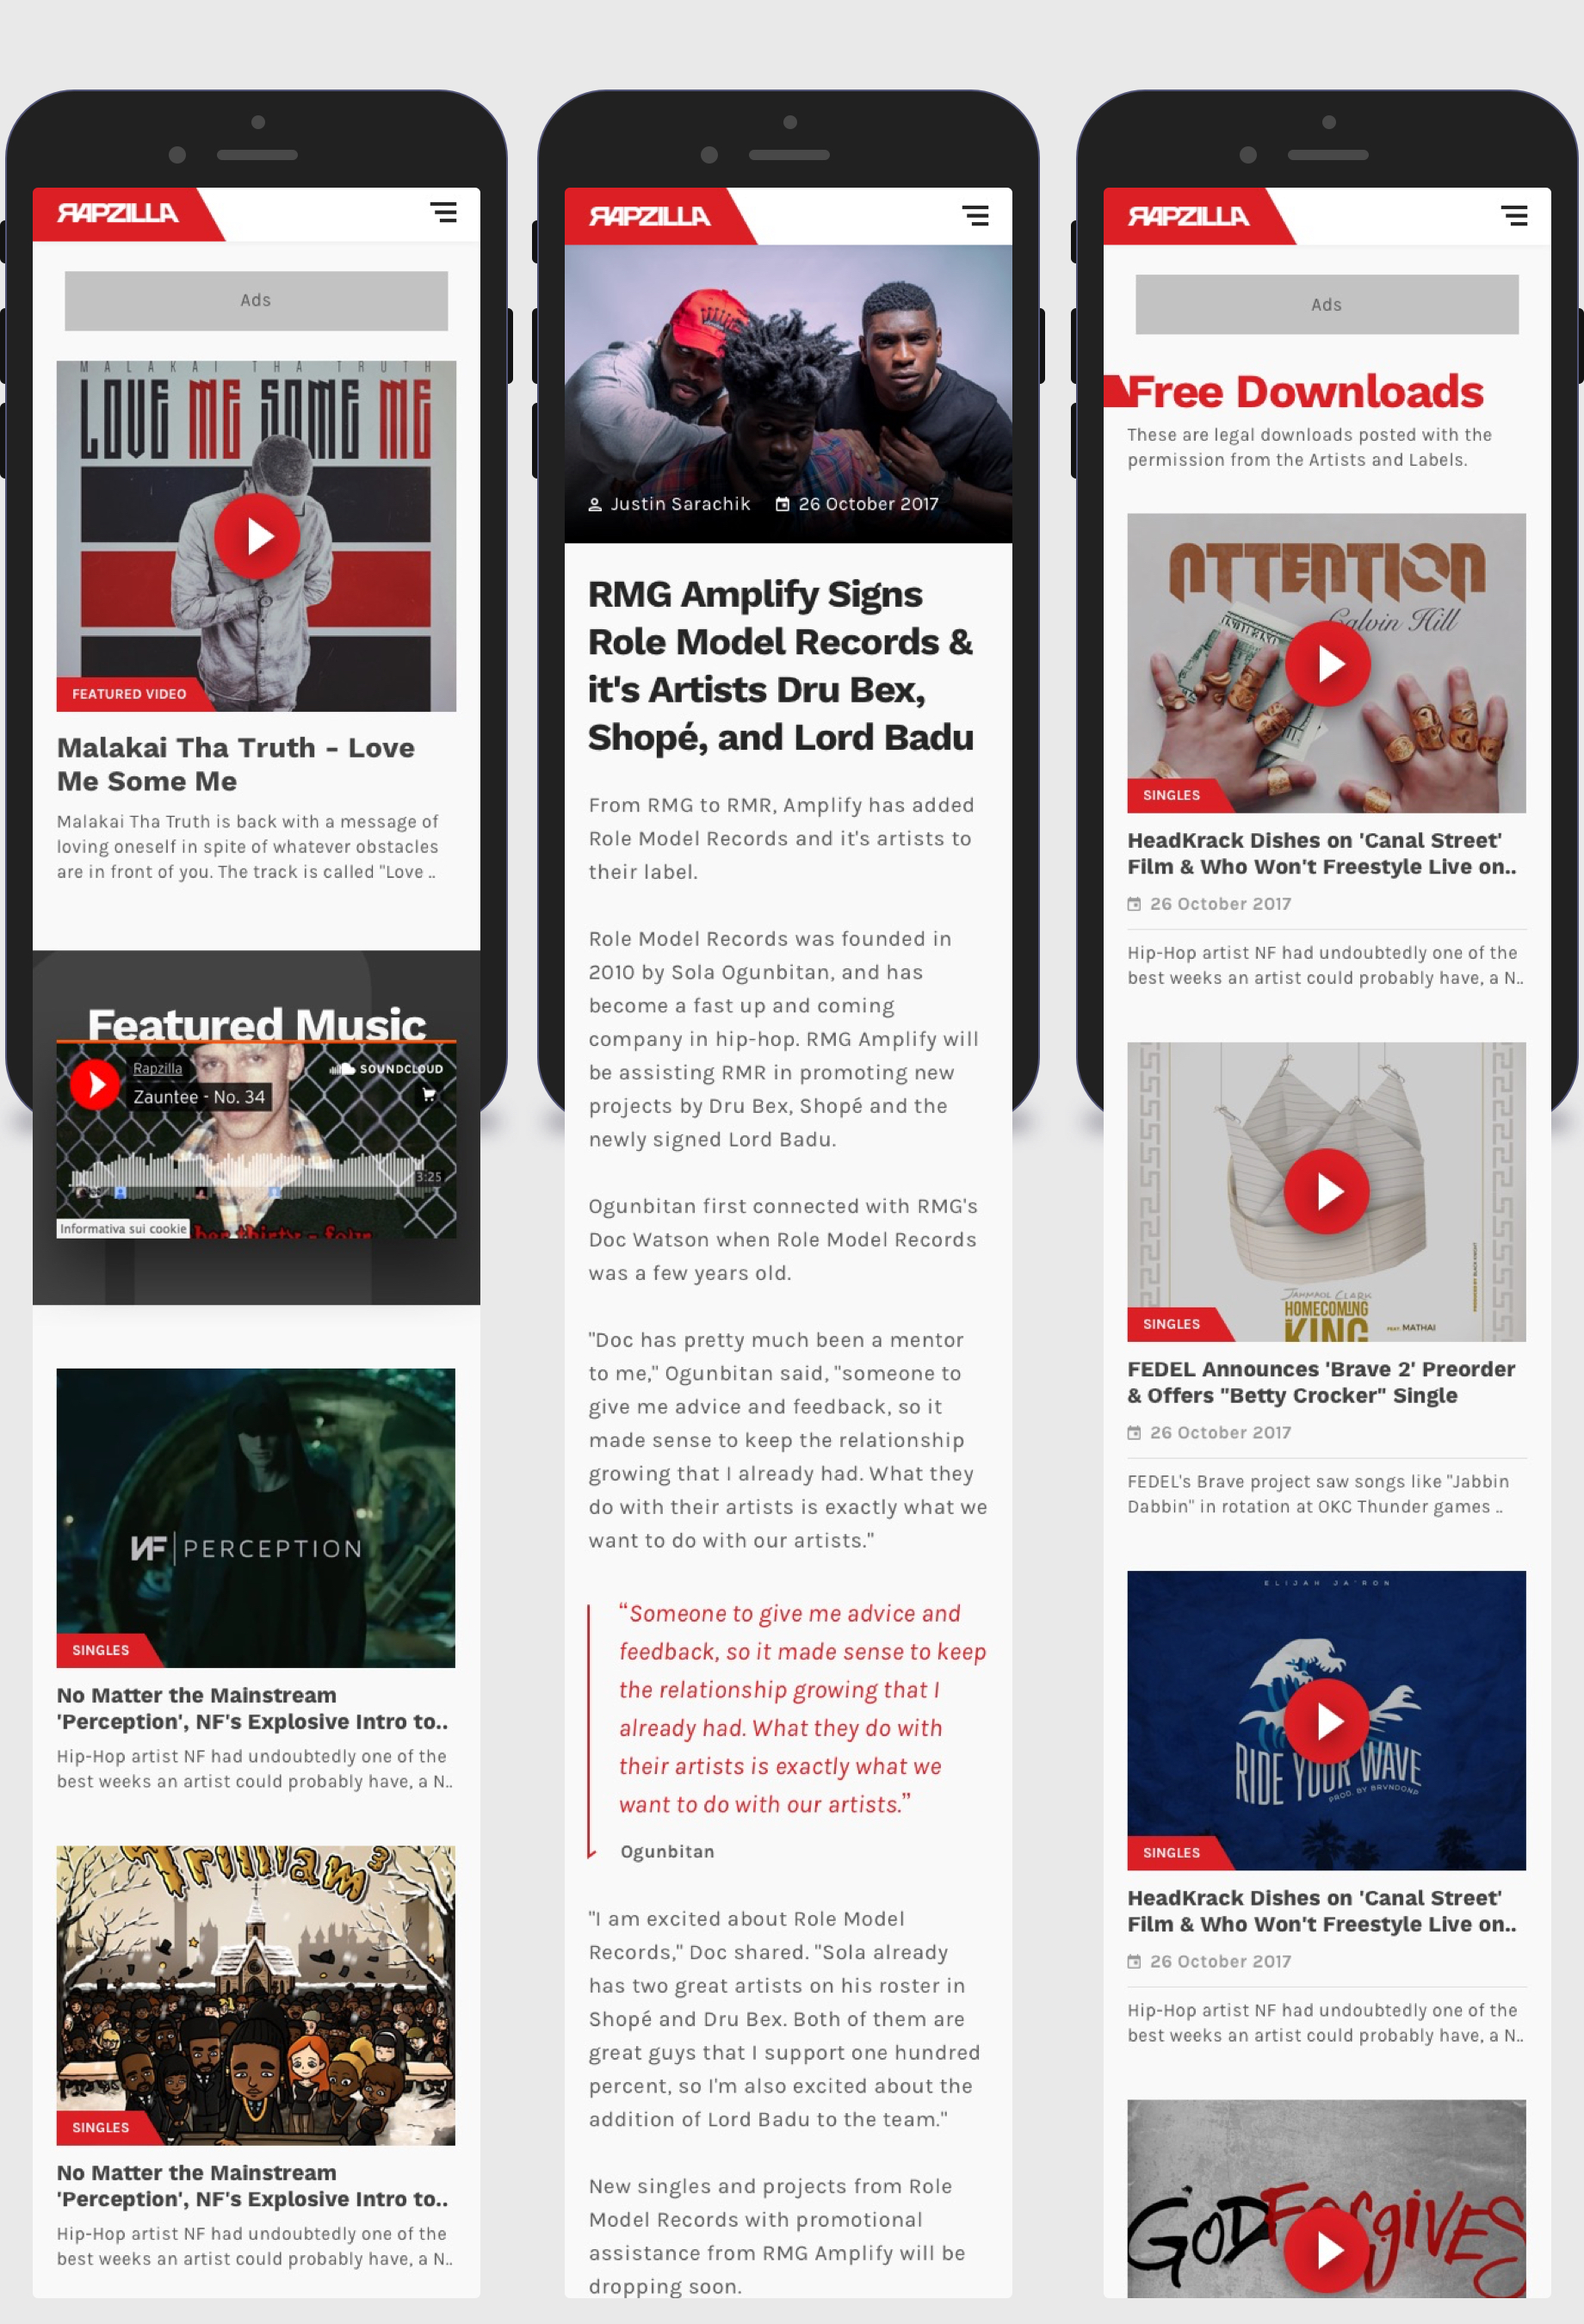 RAPZILLA
Ads
MALAKAI THA TRUTH
LOVE ME SOME ME
FEATURED VIDEO
Malakai Tha Truth - Love
Me Some Me
Malakai Tha Truth is back with a message of
loving oneself in spite of whatever obstacles
are in front of you. The track is called "Love ..
Featured Music
Rapzilla
SOUNDCLOUD
Zauntee - No. 34
3:25
Informativa sui cookie
ber thirty - four
NF PERCEPTION
SINGLES
No Matter the Mainstream
'Perception', NF's Explosive Intro to..
Hip-Hop artist NF had undoubtedly one of the
best weeks an artist could probably have, a N..
Trilliam3
SINGLES
No Matter the Mainstream
'Perception', NF's Explosive Intro to..
Hip-Hop artist NF had undoubtedly one of the
best weeks an artist could probably have, a N..
RAPZILLA
Justin Sarachik 26 October 2017
RMG Amplify Signs
Role Model Records &
it's Artists Dru Bex,
Shopé, and Lord Badu
From RMG to RMR, Amplify has added
Role Model Records and it's artists to
their label.
Role Model Records was founded in
2010 by Sola Ogunbitan, and has
become a fast up and coming
company in hip-hop. RMG Amplify will
be assisting RMR in promoting new
projects by Dru Bex, Shopé and the
newly signed Lord Badu.
Ogunbitan first connected with RMG's
Doc Watson when Role Model Records
was a few years old.
"Doc has pretty much been a mentor
to me," Ogunbitan said, "someone to
give me advice and feedback, so it
made sense to keep the relationship
growing that I already had. What they
do with their artists is exactly what we
want to do with our artists."
“Someone to give me advice and
feedback, so it made sense to keep
the relationship growing that I
already had. What they do with
their artists is exactly what we
want to do with our artists.”
Ogunbitan
"I am excited about Role Model
Records," Doc shared. "Sola already
has two great artists on his roster in
Shopé and Dru Bex. Both of them are
great guys that I support one hundred
percent, so I'm also excited about the
addition of Lord Badu to the team."
New singles and projects from Role
Model Records with promotional
assistance from RMG Amplify will be
dropping soon.
RAPZILLA
Ads
Free Downloads
These are legal downloads posted with the
permission from the Artists and Labels.
ATTENTION
Calvin Hill
SINGLES
HeadKrack Dishes on 'Canal Street'
Film & Who Won't Freestyle Live on..
26 October 2017
Hip-Hop artist NF had undoubtedly one of the
best weeks an artist could probably have, a N..
JAHMAOL CLARK
HOMECOMING
KING
FEAT. MATHAI
SINGLES
FEDEL Announces 'Brave 2' Preorder
& Offers "Betty Crocker" Single
26 October 2017
FEDEL's Brave project saw songs like "Jabbin
Dabbin" in rotation at OKC Thunder games ..
ELIJAH JA'RON
RIDE YOUR WAVE
PROD. BY BRVNDONP
SINGLES
HeadKrack Dishes on 'Canal Street'
Film & Who Won't Freestyle Live on..
26 October 2017
Hip-Hop artist NF had undoubtedly one of the
best weeks an artist could probably have, a N..
GOD FORGIVES